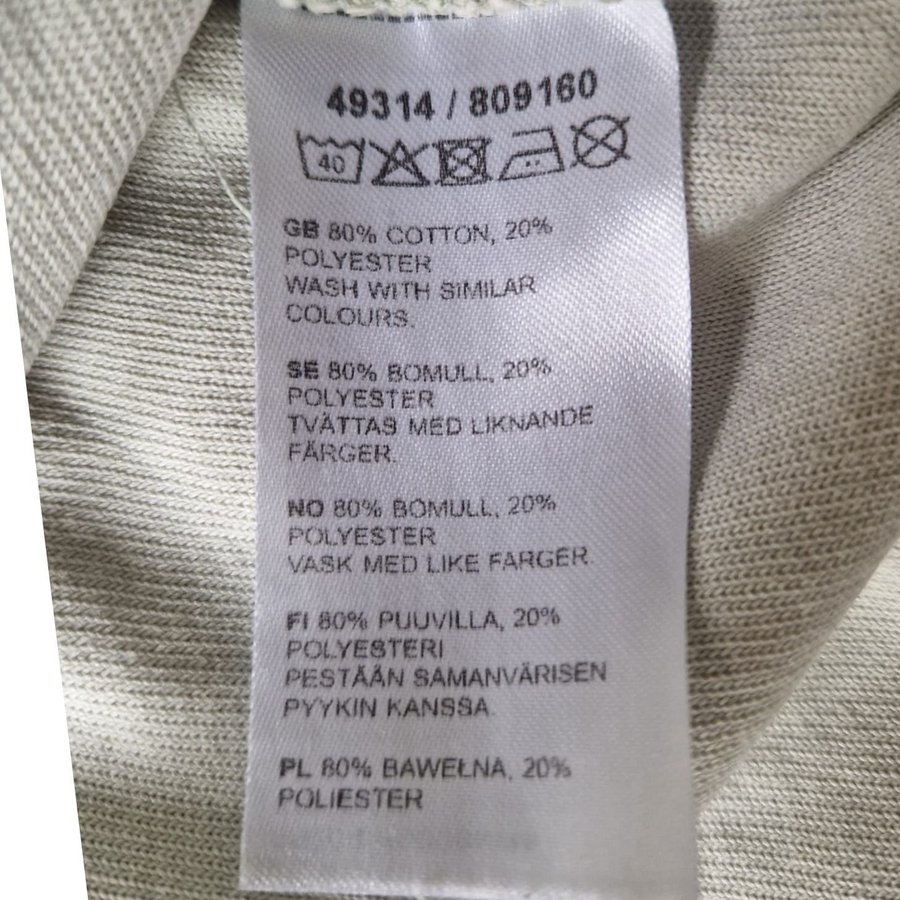 49314 / 809160
40
GB 80% COTTON, 20%
POLYESTER
WASH WITH SIMILAR
COLOURS.
SE 80% BOMULL, 20%
POLYESTER
TVÄTTAS MED LIKNANDE
FÄRGER.
NO 80% BOMULL, 20%
POLYESTER
VASK MED LIKE FARGER.
FI 80% PUUVILLA, 20%
POLYESTERI
PESTÄÄN SAMANVÄRISEN
PYYKIN KANSSA.
PL 80% BAWEŁNA, 20%
POLIESTER